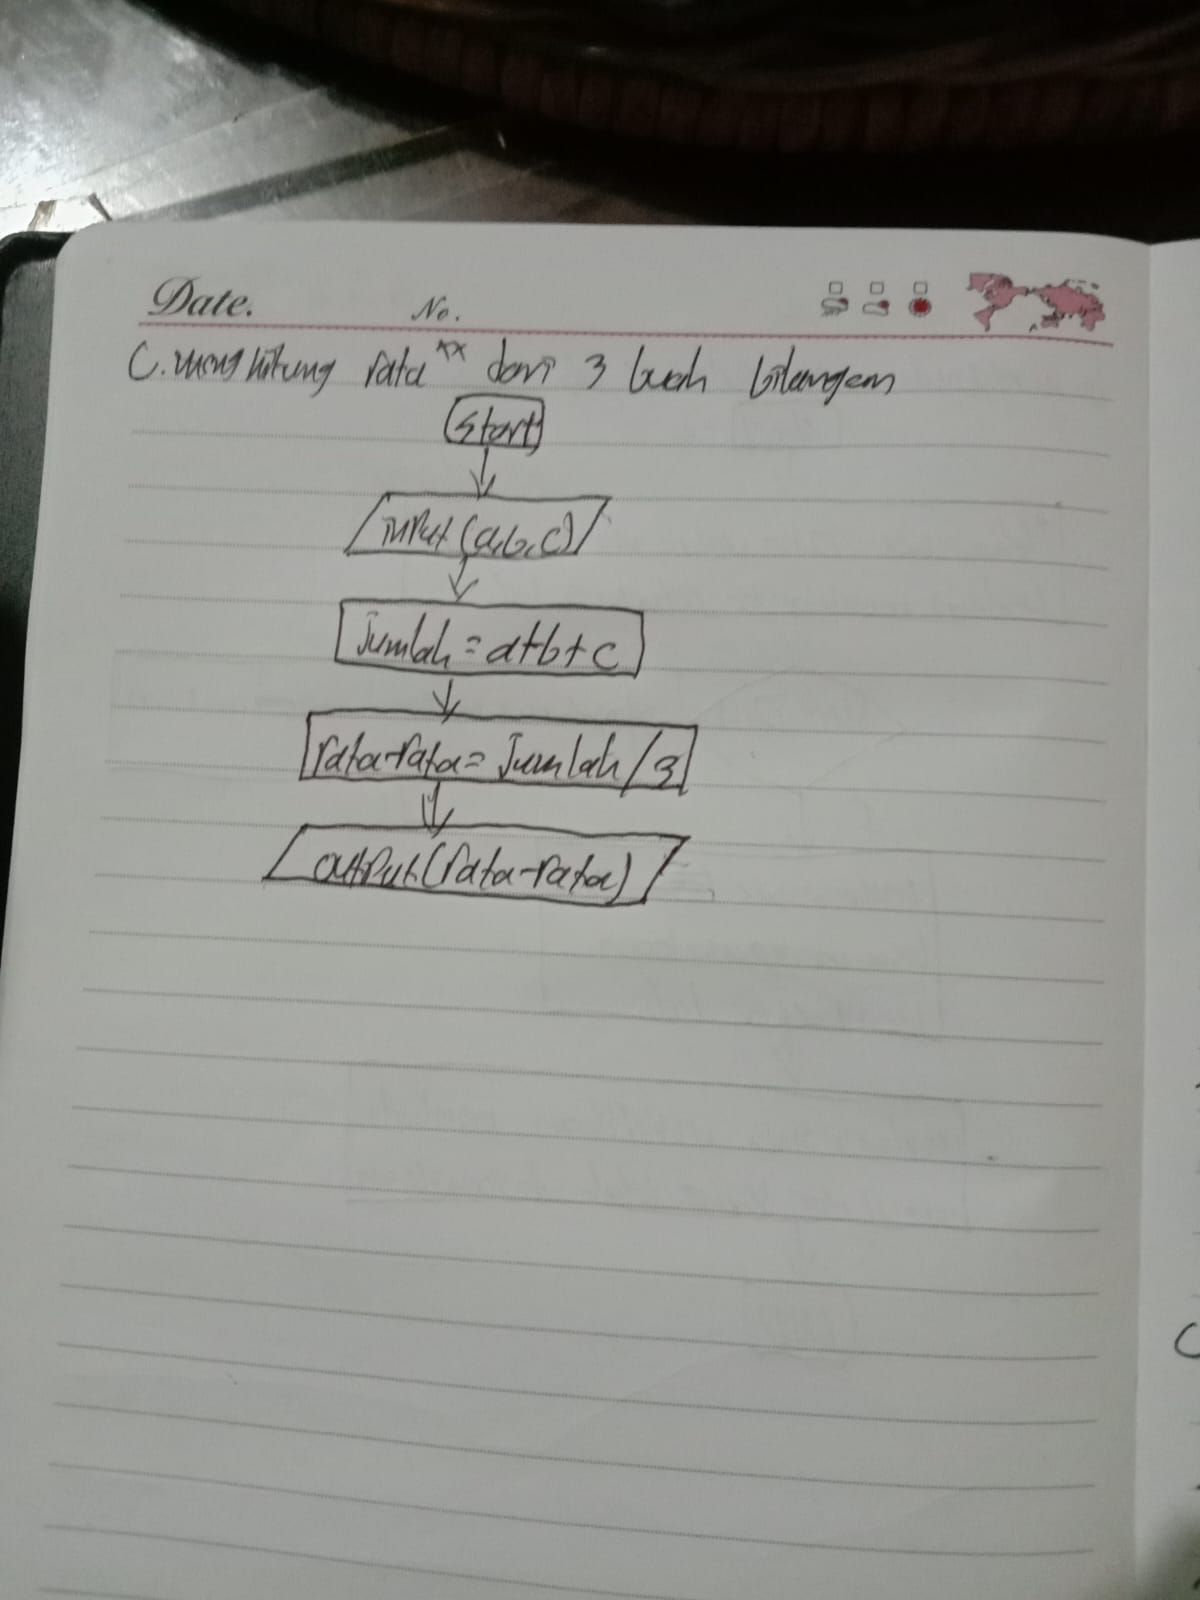 Date. No.
C. menghitung rata** dari 3 buah bilangan
Start
input (a,b,c)
Jumlah = a+b+c
rata-rata = Jumlah / 3
output (rata-rata)